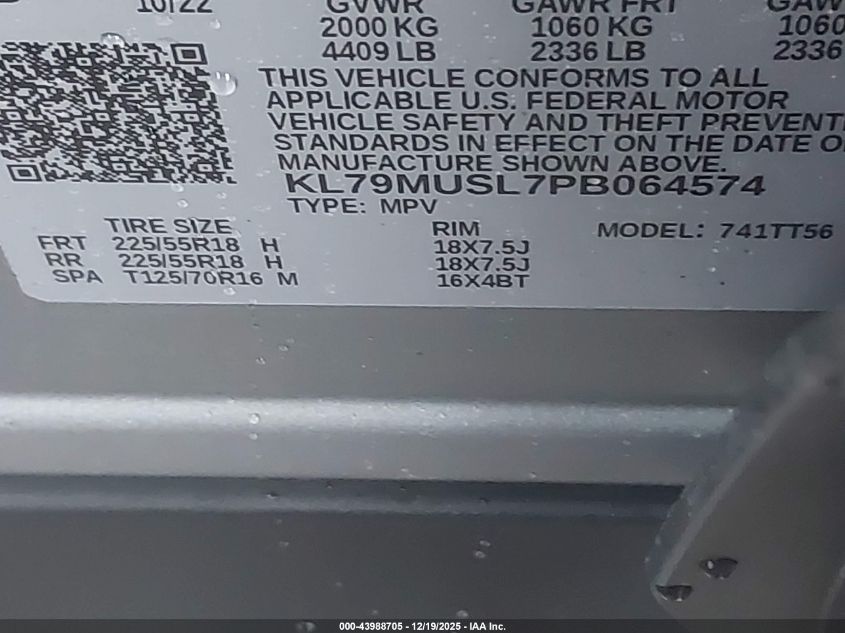 10/22 GVWR GAWR FRT GAW
2000 KG 1060 KG 1060
4409 LB 2336 LB 2336
THIS VEHICLE CONFORMS TO ALL
APPLICABLE U.S. FEDERAL MOTOR
VEHICLE SAFETY AND THEFT PREVENTI
STANDARDS IN EFFECT ON THE DATE O
MANUFACTURE SHOWN ABOVE.
KL79MUSL7PB064574
TYPE: MPV
TIRE SIZE RIM MODEL: 741TT56
FRT 225/55R18 H 18X7.5J
RR 225/55R18 H 18X7.5J
SPA T125/70R16 M 16X4BT
000-43988705 - 12/19/2025 - IAA Inc.